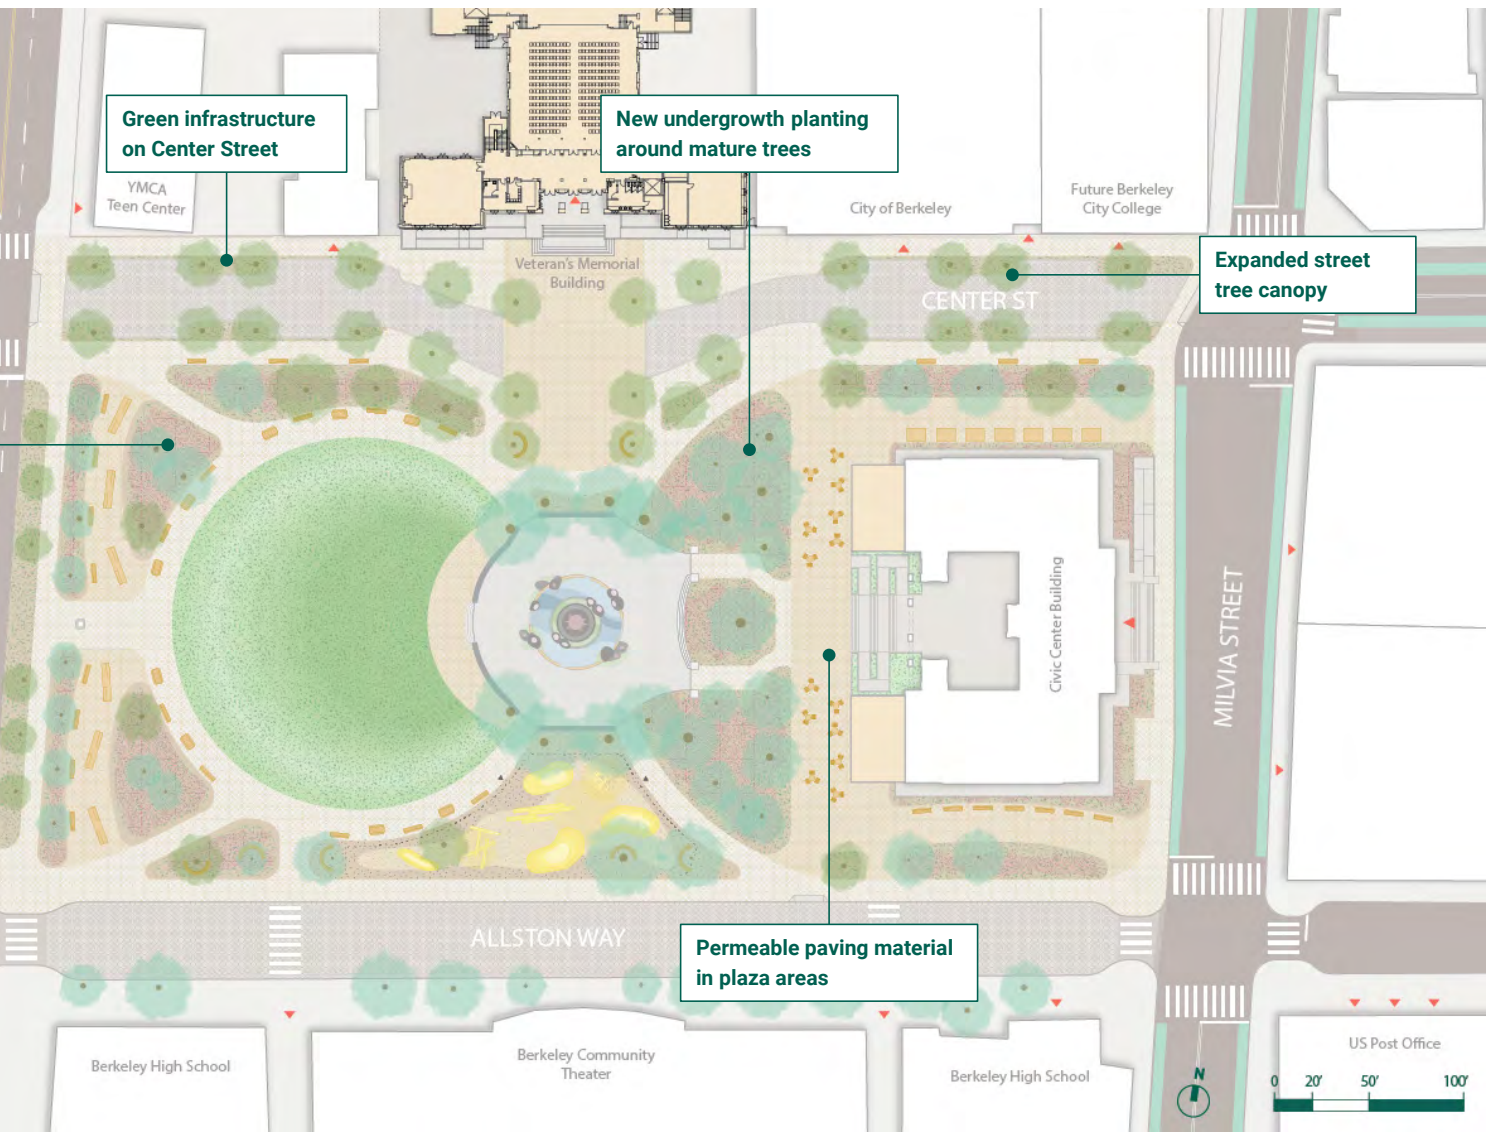 Green infrastructure
on Center Street
New undergrowth planting
around mature trees
YMCA
Teen Center
City of Berkeley
Future Berkeley
City College
Veteran's Memorial
Building
Expanded street
tree canopy
CENTER ST
Civic Center Building
MILVIA STREET
ALLSTON WAY
Permeable paving material
in plaza areas
Berkeley High School
Berkeley Community
Theater
Berkeley High School
US Post Office
N
0 20' 50' 100'